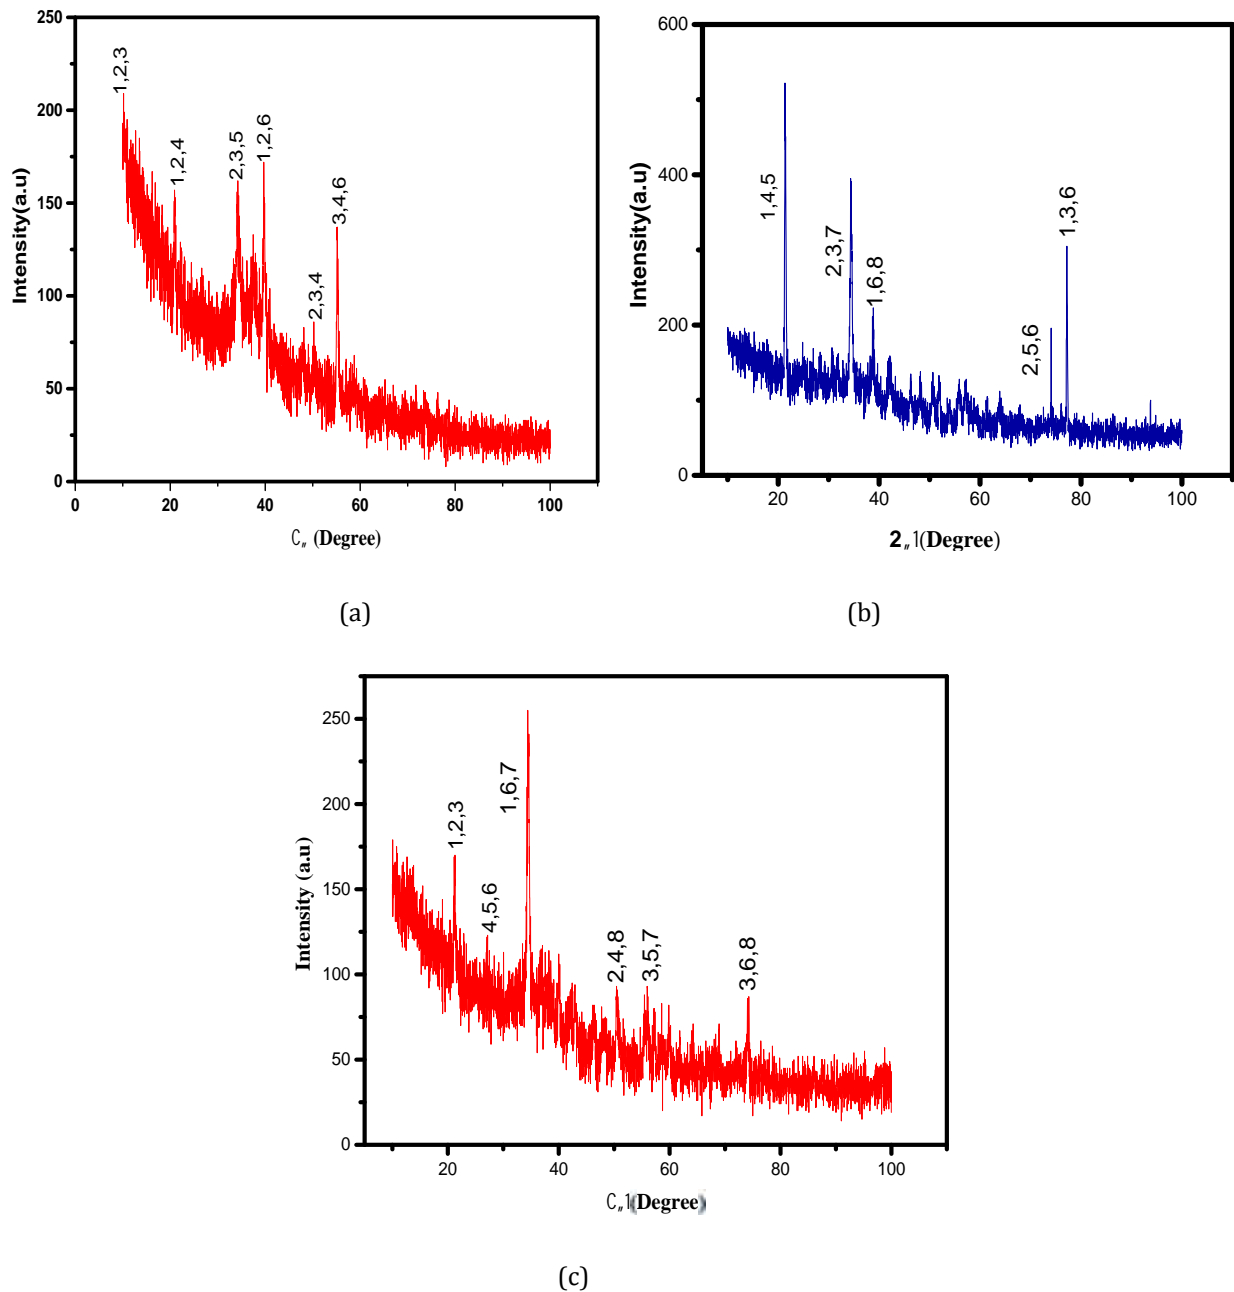 250
200
150
100
50
0
Intensity(a.u)
1,2,3
1,2,4
2,3,5
1,2,6
2,3,4
3,4,6
0 20 40 60 80 100
C„ (Degree)
(a)
600
400
200
0
Intensity(a.u)
1,4,5
2,3,7
1,6,8
2,5,6
1,3,6
20 40 60 80 100
2„1(Degree)
(b)
250
200
150
100
50
0
Intensity (a.u)
1,2,3
4,5,6
1,6,7
2,4,8
3,5,7
3,6,8
20 40 60 80 100
C„1(Degree)
(c)